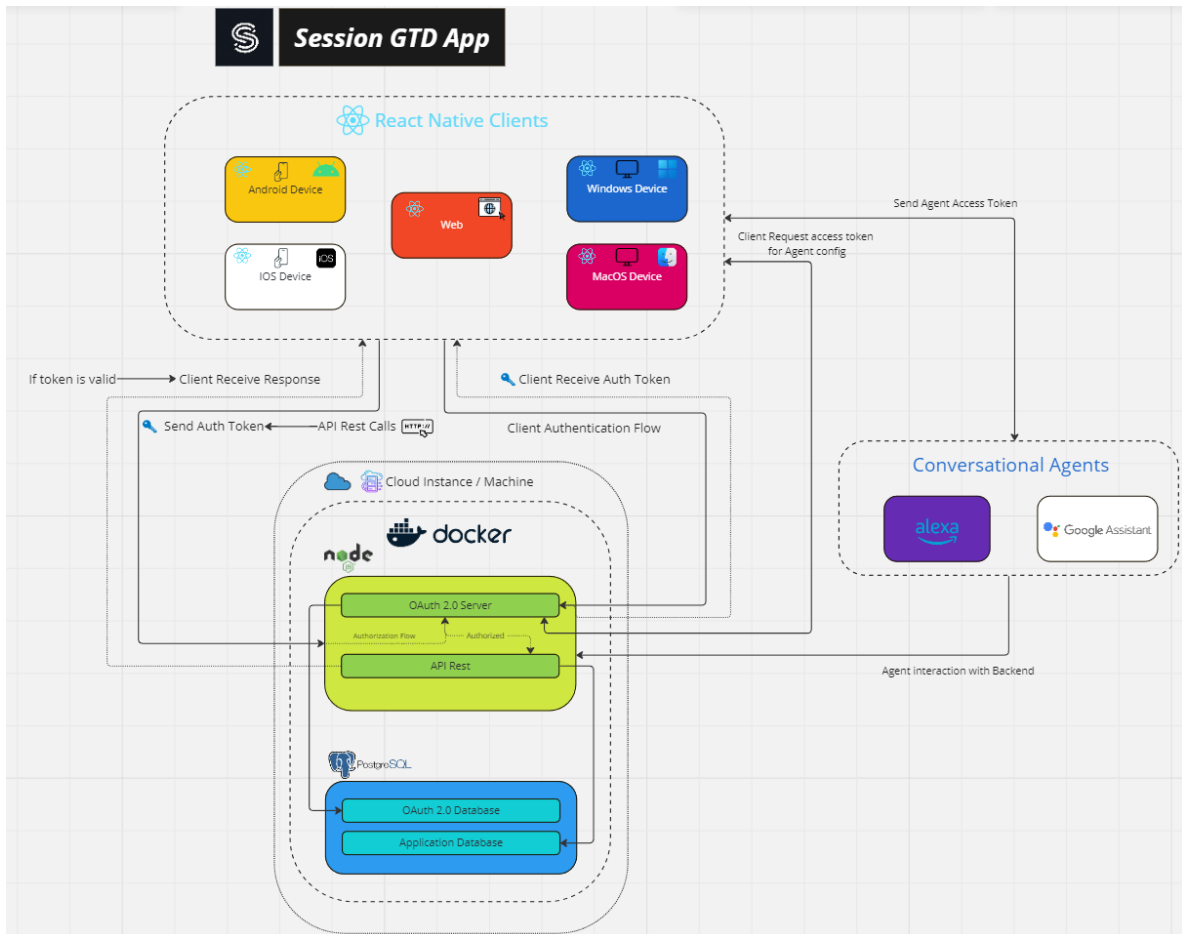 Session GTD App
React Native Clients
Android Device
IOS Device
iOS
Web
Windows Device
MacOS Device
Send Agent Access Token
Client Request access token
for Agent config
If token is valid
Client Receive Response
Client Receive Auth Token
Send Auth Token
API Rest Calls
HTTP://
Client Authentication Flow
Conversational Agents
alexa
Google Assistant
Agent interaction with Backend
Cloud Instance / Machine
docker
node
JS
OAuth 2.0 Server
Authorization Flow
Authorized
API Rest
PostgreSQL
OAuth 2.0 Database
Application Database